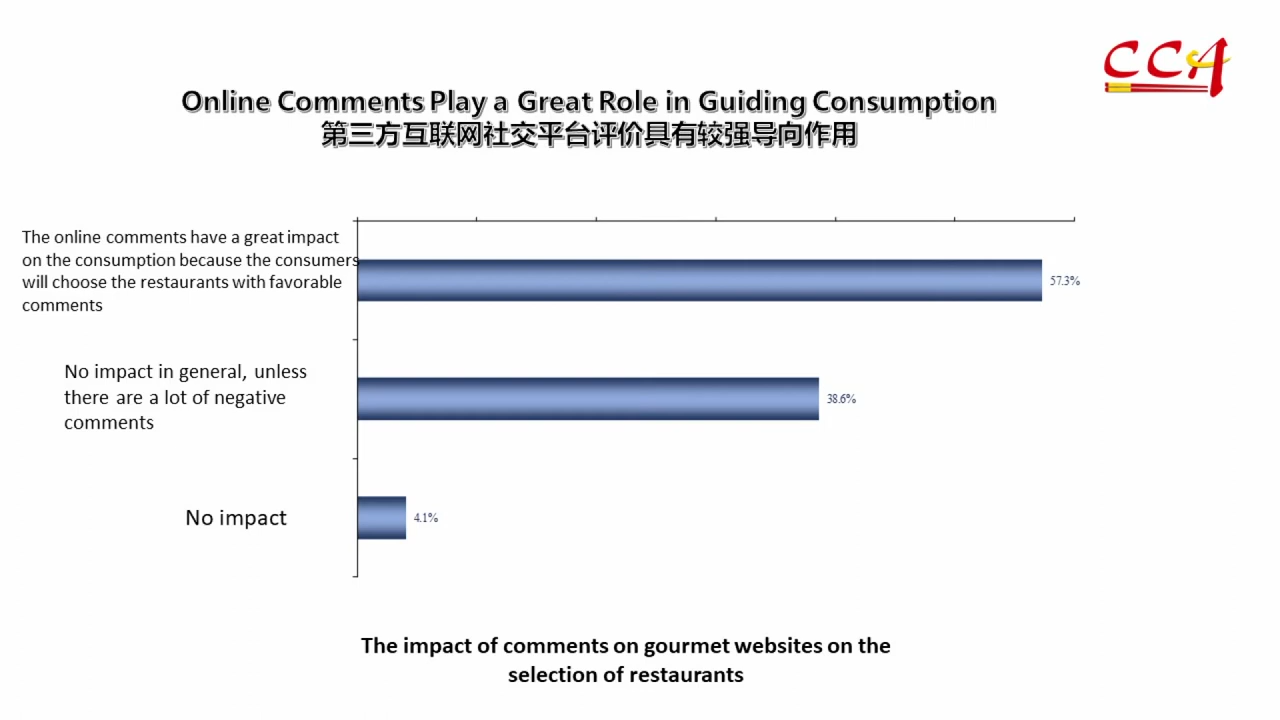 CCA
Online Comments Play a Great Role in Guiding Consumption
第三方互联网社交平台评价具有较强导向作用
The online comments have a great impact
on the consumption because the consumers
will choose the restaurants with favorable
comments
57.3%
No impact in general, unless
there are a lot of negative
comments
38.6%
No impact
4.1%
The impact of comments on gourmet websites on the
selection of restaurants